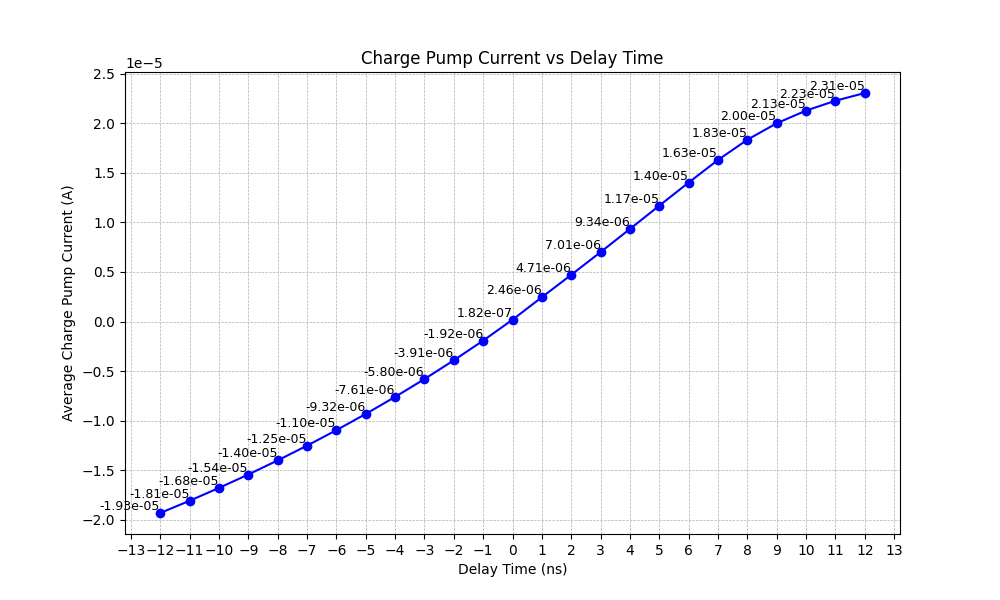 Charge Pump Current vs Delay Time
1e−5
2.5
2.0
1.5
1.0
0.5
0.0
−0.5
−1.0
−1.5
−2.0
Average Charge Pump Current (A)
2.31e-05
2.23e-05
2.13e-05
2.00e-05
1.83e-05
1.63e-05
1.40e-05
1.17e-05
9.34e-06
7.01e-06
4.71e-06
2.46e-06
1.82e-07
-1.92e-06
-3.91e-06
-5.80e-06
-7.61e-06
-9.32e-06
-1.10e-05
-1.25e-05
-1.40e-05
-1.54e-05
-1.68e-05
-1.81e-05
-1.93e-05
−13 −12 −11 −10 −9 −8 −7 −6 −5 −4 −3 −2 −1 0 1 2 3 4 5 6 7 8 9 10 11 12 13
Delay Time (ns)